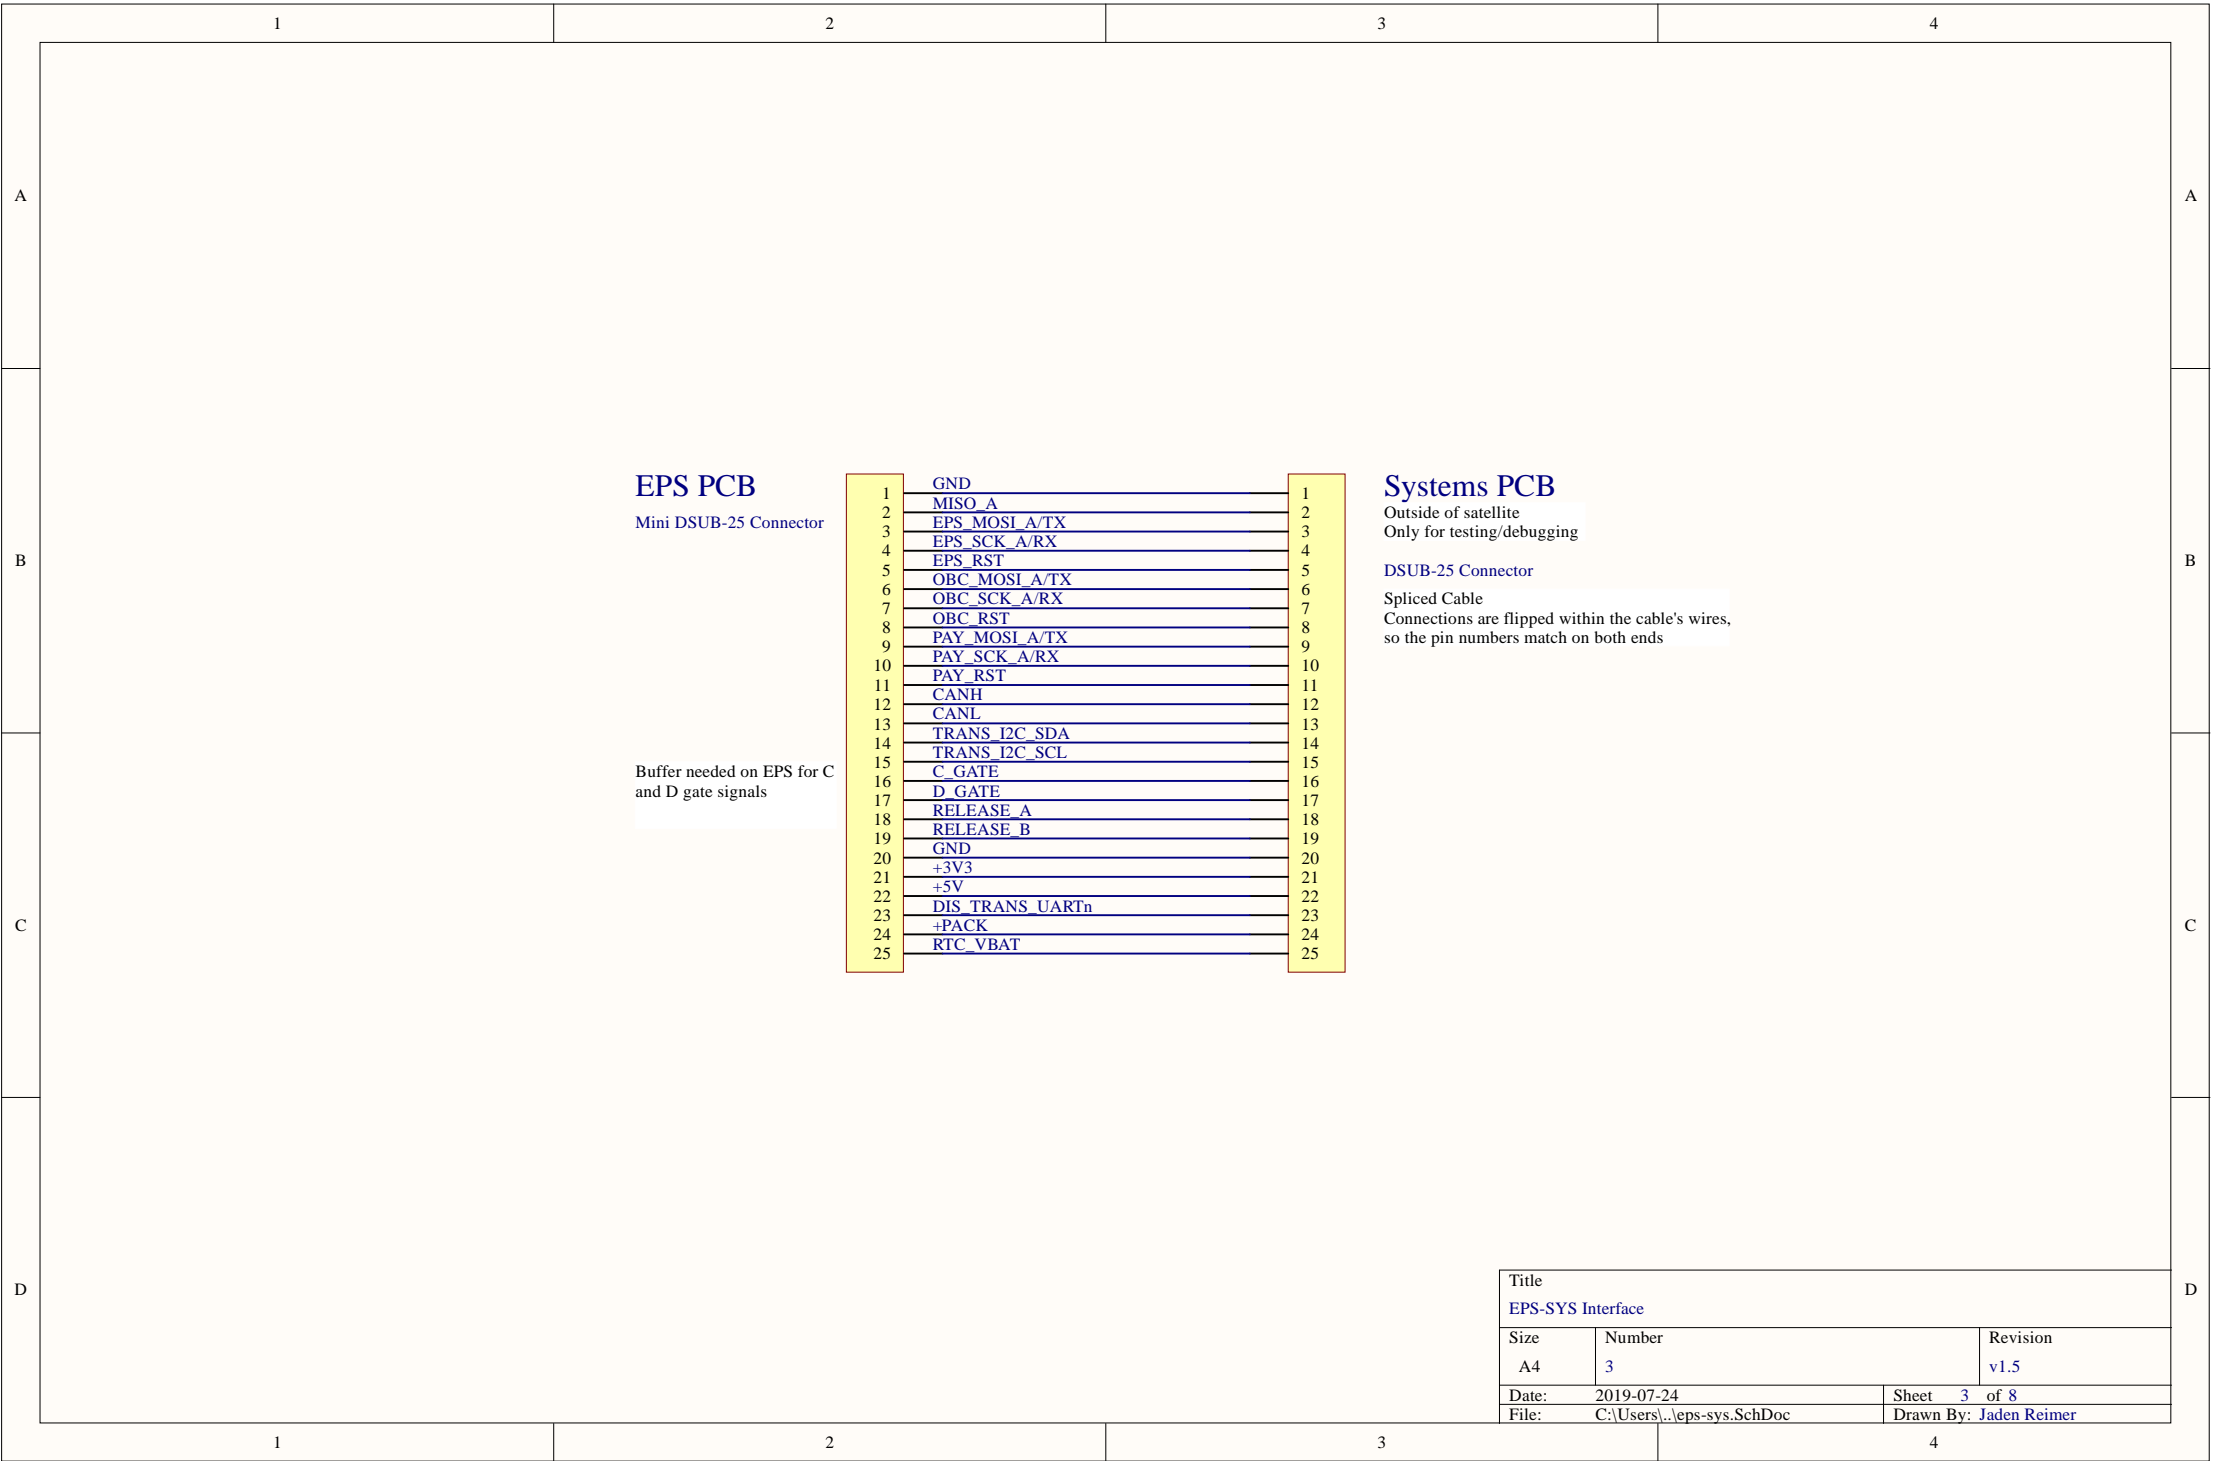 1 2 3 4
A A
B B
C C
D D
EPS PCB
Mini DSUB-25 Connector
Buffer needed on EPS for C
and D gate signals
1 GND 1
2 MISO_A 2
3 EPS_MOSI_A/TX 3
4 EPS_SCK_A/RX 4
5 EPS_RST 5
6 OBC_MOSI_A/TX 6
7 OBC_SCK_A/RX 7
8 OBC_RST 8
9 PAY_MOSI_A/TX 9
10 PAY_SCK_A/RX 10
11 PAY_RST 11
12 CANH 12
13 CANL 13
14 TRANS_I2C_SDA 14
15 TRANS_I2C_SCL 15
16 C_GATE 16
17 D_GATE 17
18 RELEASE_A 18
19 RELEASE_B 19
20 GND 20
21 +3V3 21
22 +5V 22
23 DIS_TRANS_UARTn 23
24 +PACK 24
25 RTC_VBAT 25
Systems PCB
Outside of satellite
Only for testing/debugging
DSUB-25 Connector
Spliced Cable
Connections are flipped within the cable's wires,
so the pin numbers match on both ends
Title
EPS-SYS Interface
Size Number Revision
A4 3 v1.5
Date: 2019-07-24 Sheet 3 of 8
File: C:\Users\..\eps-sys.SchDoc Drawn By: Jaden Reimer
1 2 3 4